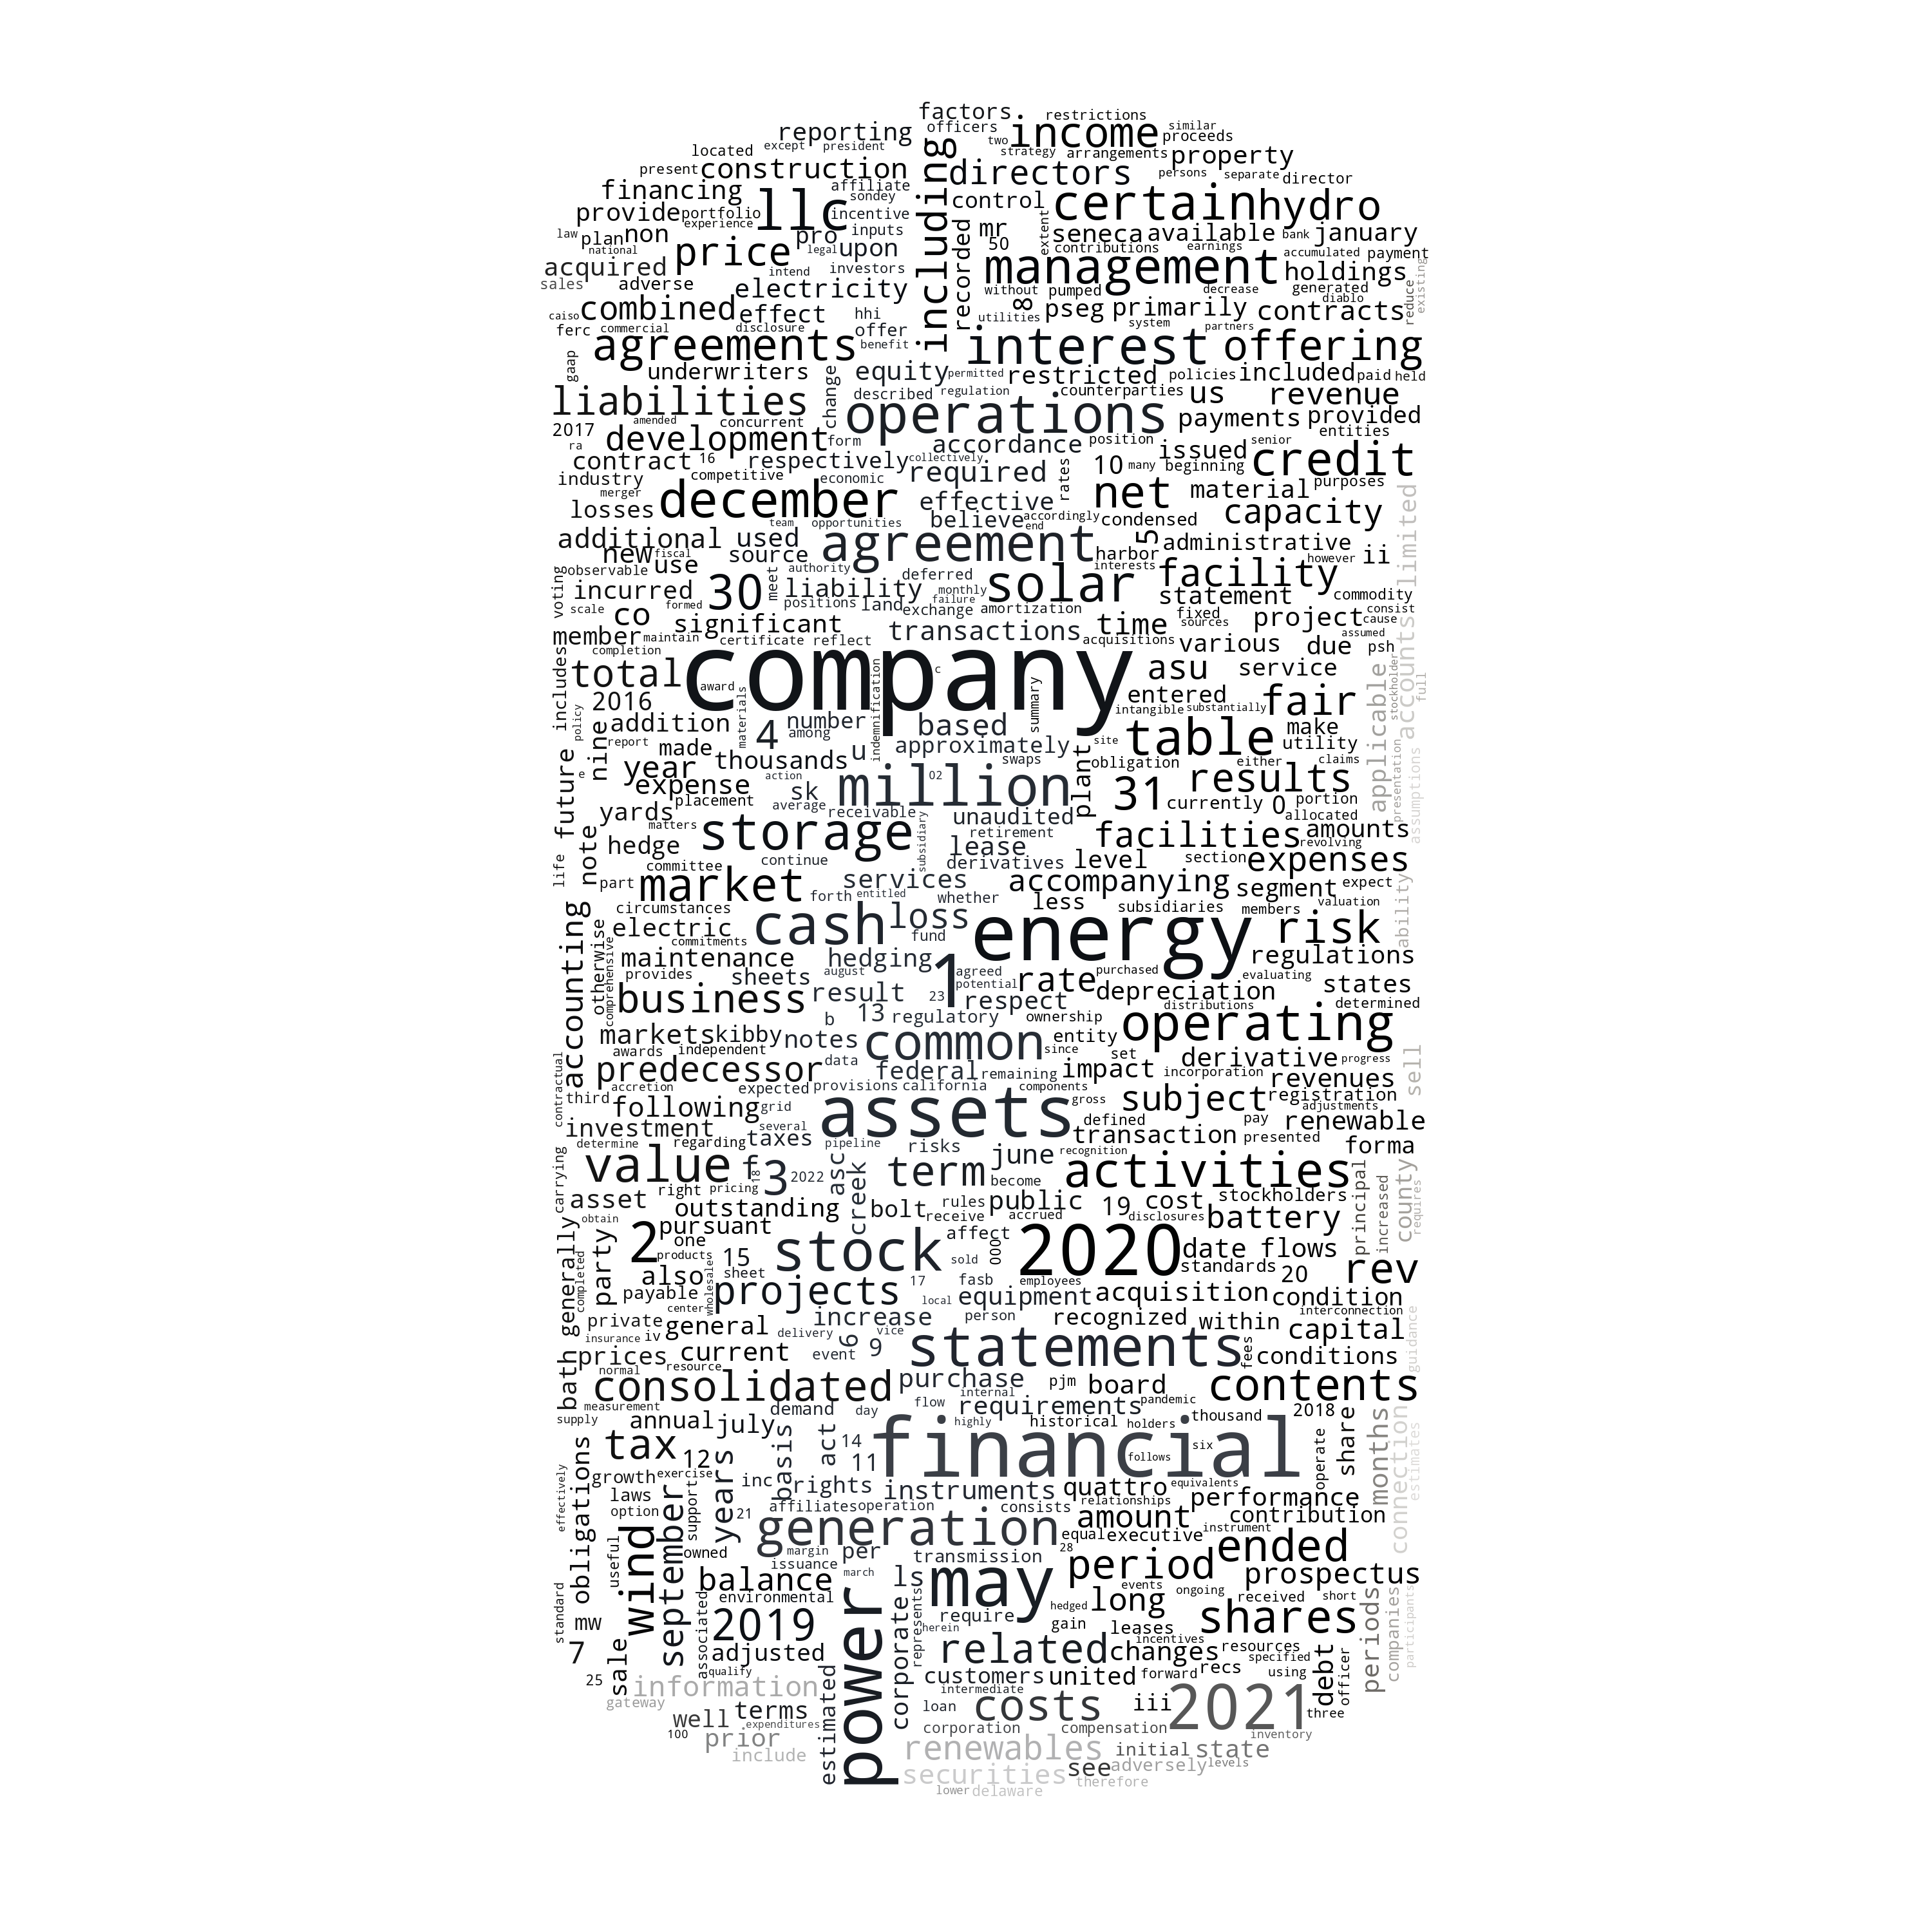 factors restrictions
reporting officers two income similar proceeds
located except president including strategy arrangements property
present construction directors persons separate director
financing llc affiliate sondey control certain hydro
provide portfolio experience incentive recorded mr extent
law plan non pro inputs 50 seneca available bank january
national price legal upon contributions earnings accumulated payment
acquired intend investors management holdings existing
sales adverse electricity without pumped decrease generated reduce
combined effect hhi 8 pseg primarily diablo contracts
caiso ferc commercial disclosure offer utilities system partners
agreements benefit interest offering
gaap underwriters change equity permitted restricted policies included paid held
liabilities described regulation counterparties us revenue
amended concurrent operations payments provided
2017 development form accordance position issued senior entities
ra contract 16 respectively collectively required rates 10 many beginning credit
industry competitive economic net material purposes
merger losses december effective capacity limited
team opportunities believe accordingly condensed
additional used end agreement 5 administrative
new fiscal use source harbor interests facility however ii
observable authority deferred solar
voting incurred 30 meet liability monthly failure statement commodity
scale co formed positions land exchange amortization fixed consist
significant transactions time sources project cause
member maintain certificate reflect acquisitions various due assumed psh accounts
completion company c
includes total award asu service applicable stockholder
2016 materials indemnification summary entered fair full
policy nine addition 4 number among based intangible substantially make
report made u approximately site table utility
future year thousands swaps plant obligation either claims
e expense action sk million 02 31 results presentation assumptions
yards placement average receivable currently 0 portion allocated
note matters storage subsidiary unaudited retirement facilities amounts
hedge committee continue lease derivatives level section revolving expenses
life part market services accompanying segment expect ability
circumstances forth entitled whether less subsidiaries members valuation
accounting otherwise electric cash loss fund energy risk
commitments maintenance hedging regulations
comprehensive provides sheets august 1 agreed potential rate purchased evaluating states
business result 23 respect depreciation determined
b 13 regulatory ownership distributions operating
markets kibby notes common entity
awards independent since set derivative progress
contractual predecessor data federal remaining impact incorporation revenues sell
accretion expected provisions california components registration
third following grid assets gross subject adjustments
investment several defined pay renewable
determine regarding taxes pipeline risks transaction presented forma
carrying value f 18 3 2022 asc creek term june recognition activities county
asset right pricing become principal increased requires
outstanding bolt rules public 19 cost stockholders
obtain pursuant receive accrued disclosures battery
generally party 2 one stock affect 000 2020 date flows
completed products 15 sold standards 20 rev
also sheet wholesale projects 17 fasb employees
payable center local equipment acquisition condition
private general increase person recognized within interconnection
insurance iv delivery 6 vice capital guidance
bath prices current event 9 statements fees conditions
normal resource
consolidated purchase pjm board contents
measurement flow internal requirements pandemic
supply annual july demand day highly historical holders thousand 2018 connection estimates
tax 12 years basis act 14 financial six operate share months
obligations growth exercise inc 11 follows
effectively laws rights instruments quattro equivalents performance
option support 21 affiliates operation consists relationships contribution
wind september generation amount
useful owned equal executive instrument ended
margin per transmission 28 period
issuance prospectus
standard balance march ls may events ongoing received short periods companies participants
mw associated environmental represents require hedged long
2019 power corporate herein gain leases shares
7 adjusted related changes incentives resources
sale qualify customers united forward recs specified using debt officer
25 information estimated intermediate
gateway well terms loan costs iii 2021 three
expenditures corporation compensation inventory
100 prior renewables initial state
include see adversely levels
securities therefore
lower delaware